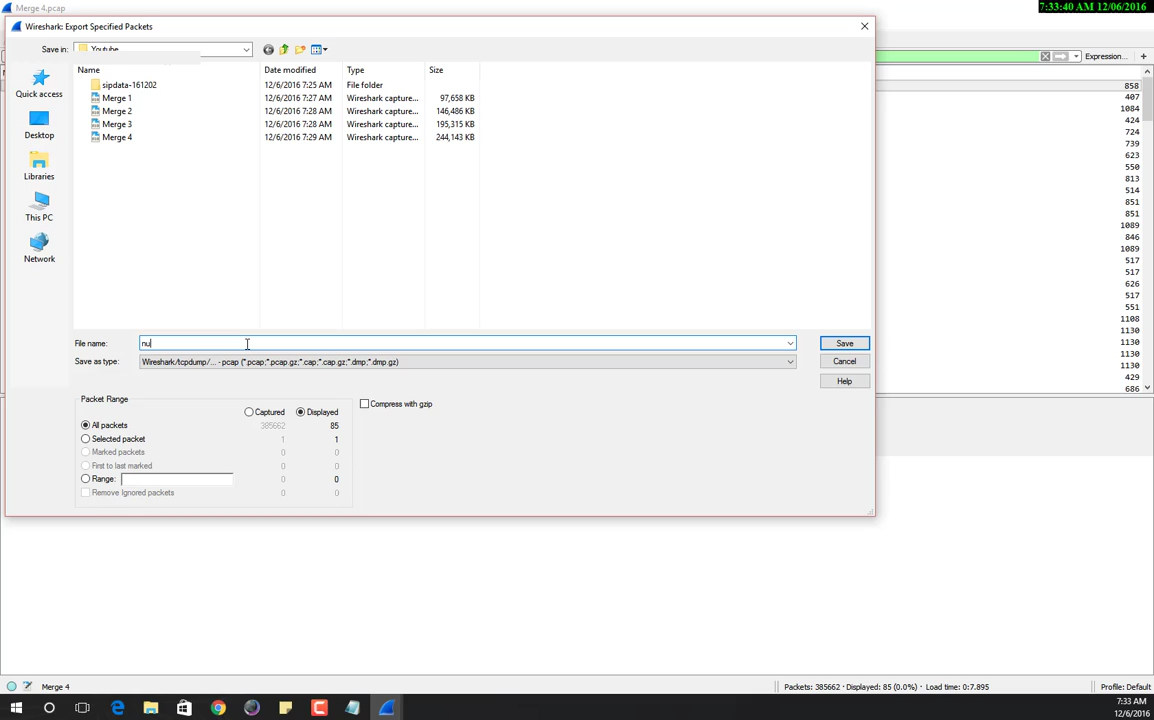 Merge 4.pcap
7:33:40 AM 12/06/2016
Wireshark: Export Specified Packets
Save in: Youtube
Expression... +
Name Date modified Type Size
sipdata-161202 12/6/2016 7:25 AM File folder
Merge 1 12/6/2016 7:27 AM Wireshark capture... 97,658 KB
Merge 2 12/6/2016 7:28 AM Wireshark capture... 146,486 KB
Merge 3 12/6/2016 7:28 AM Wireshark capture... 195,315 KB
Merge 4 12/6/2016 7:29 AM Wireshark capture... 244,143 KB
Quick access
Desktop
Libraries
This PC
Network
858
407
1084
424
724
739
623
550
813
514
851
851
1089
846
1089
517
517
626
517
551
1108
1130
1130
1130
1130
429
686
File name: nu
Save
Save as type: Wireshark/tcpdump/... - pcap (*.pcap;*.pcap.gz;*.cap;*.cap.gz;*.dmp;*.dmp.gz)
Cancel
Help
Packet Range
Captured Displayed
Compress with gzip
All packets 385662 85
Selected packet 1 1
Marked packets 0 0
First to last marked 0 0
Range: 0 0
Remove Ignored packets 0 0
Merge 4
Packets: 385662 · Displayed: 85 (0.0%) · Load time: 0:7.895
Profile: Default
7:33 AM
12/6/2016